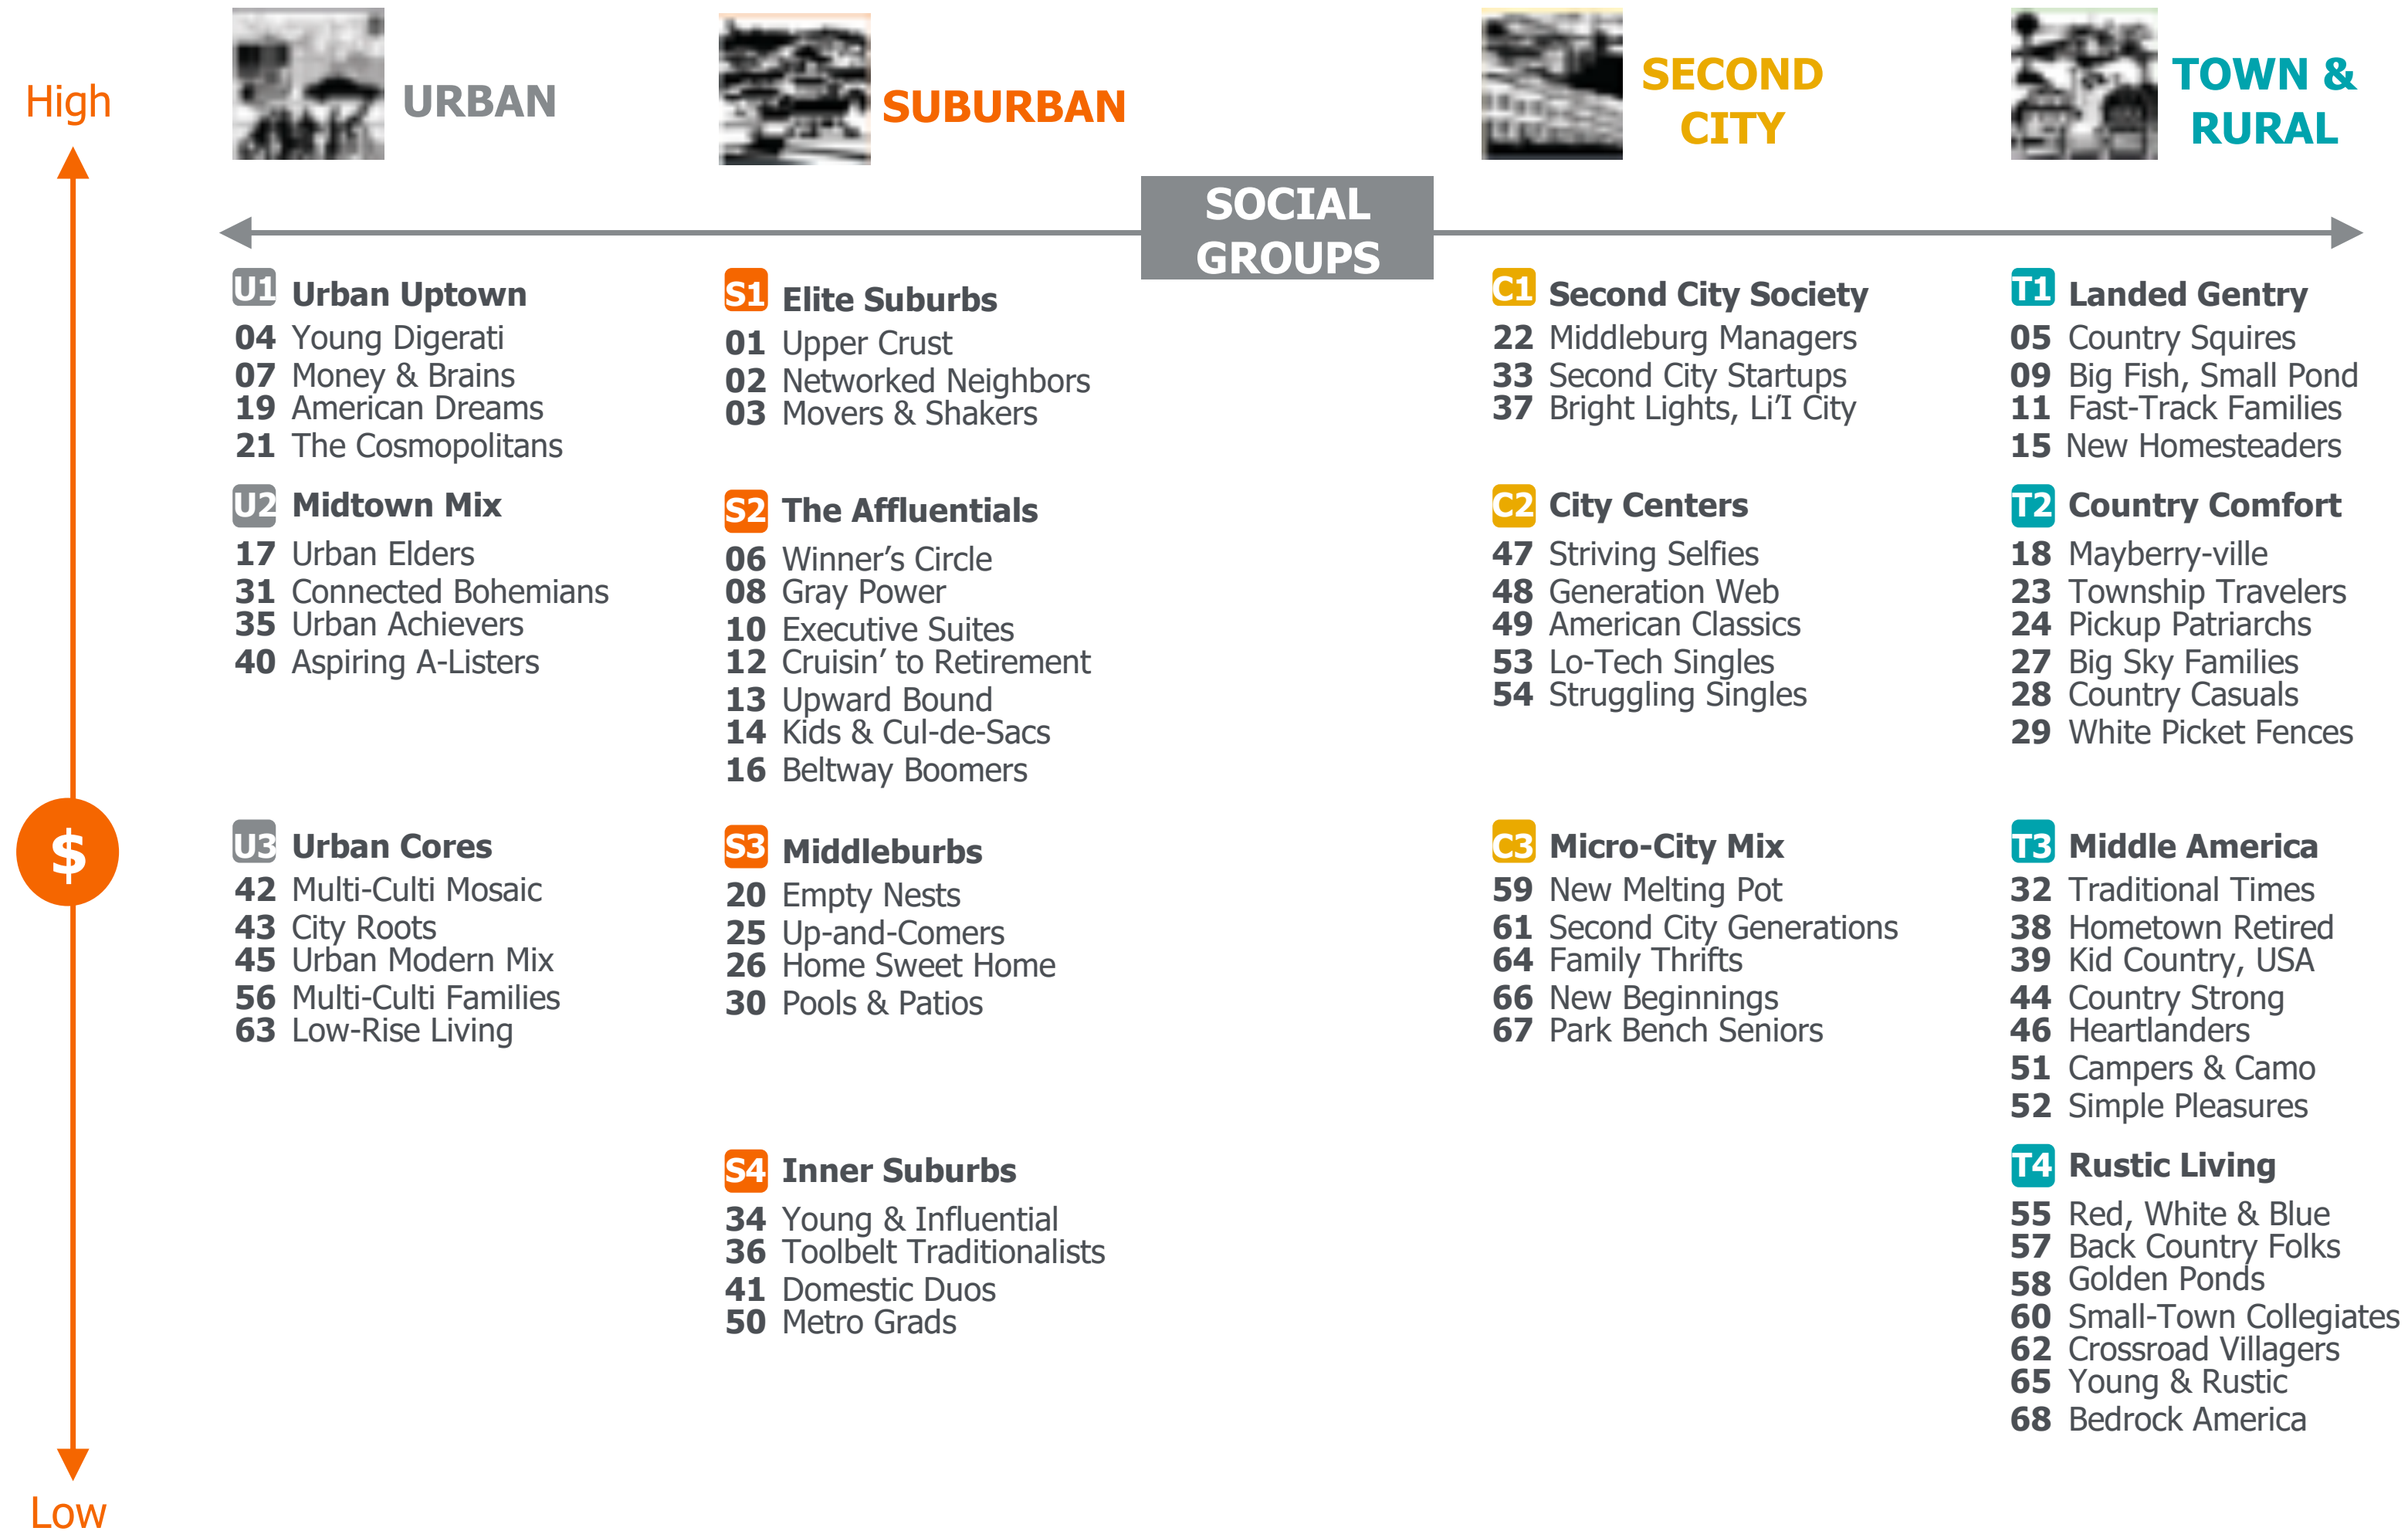 High
URBAN
SUBURBAN
SECOND
CITY
TOWN &
RURAL
SOCIAL
GROUPS
U1 Urban Uptown
04 Young Digerati
07 Money & Brains
19 American Dreams
21 The Cosmopolitans
U2 Midtown Mix
17 Urban Elders
31 Connected Bohemians
35 Urban Achievers
40 Aspiring A-Listers
U3 Urban Cores
42 Multi-Culti Mosaic
43 City Roots
45 Urban Modern Mix
56 Multi-Culti Families
63 Low-Rise Living
S1 Elite Suburbs
01 Upper Crust
02 Networked Neighbors
03 Movers & Shakers
S2 The Affluentials
06 Winner’s Circle
08 Gray Power
10 Executive Suites
12 Cruisin’ to Retirement
13 Upward Bound
14 Kids & Cul-de-Sacs
16 Beltway Boomers
S3 Middleburbs
20 Empty Nests
25 Up-and-Comers
26 Home Sweet Home
30 Pools & Patios
S4 Inner Suburbs
34 Young & Influential
36 Toolbelt Traditionalists
41 Domestic Duos
50 Metro Grads
C1 Second City Society
22 Middleburg Managers
33 Second City Startups
37 Bright Lights, Li’I City
C2 City Centers
47 Striving Selfies
48 Generation Web
49 American Classics
53 Lo-Tech Singles
54 Struggling Singles
C3 Micro-City Mix
59 New Melting Pot
61 Second City Generations
64 Family Thrifts
66 New Beginnings
67 Park Bench Seniors
T1 Landed Gentry
05 Country Squires
09 Big Fish, Small Pond
11 Fast-Track Families
15 New Homesteaders
T2 Country Comfort
18 Mayberry-ville
23 Township Travelers
24 Pickup Patriarchs
27 Big Sky Families
28 Country Casuals
29 White Picket Fences
T3 Middle America
32 Traditional Times
38 Hometown Retired
39 Kid Country, USA
44 Country Strong
46 Heartlanders
51 Campers & Camo
52 Simple Pleasures
T4 Rustic Living
55 Red, White & Blue
57 Back Country Folks
58 Golden Ponds
60 Small-Town Collegiates
62 Crossroad Villagers
65 Young & Rustic
68 Bedrock America
$
Low